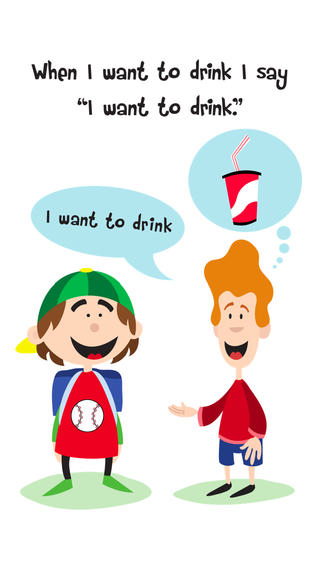 When I want to drink I say
“I want to drink.”
I want to drink